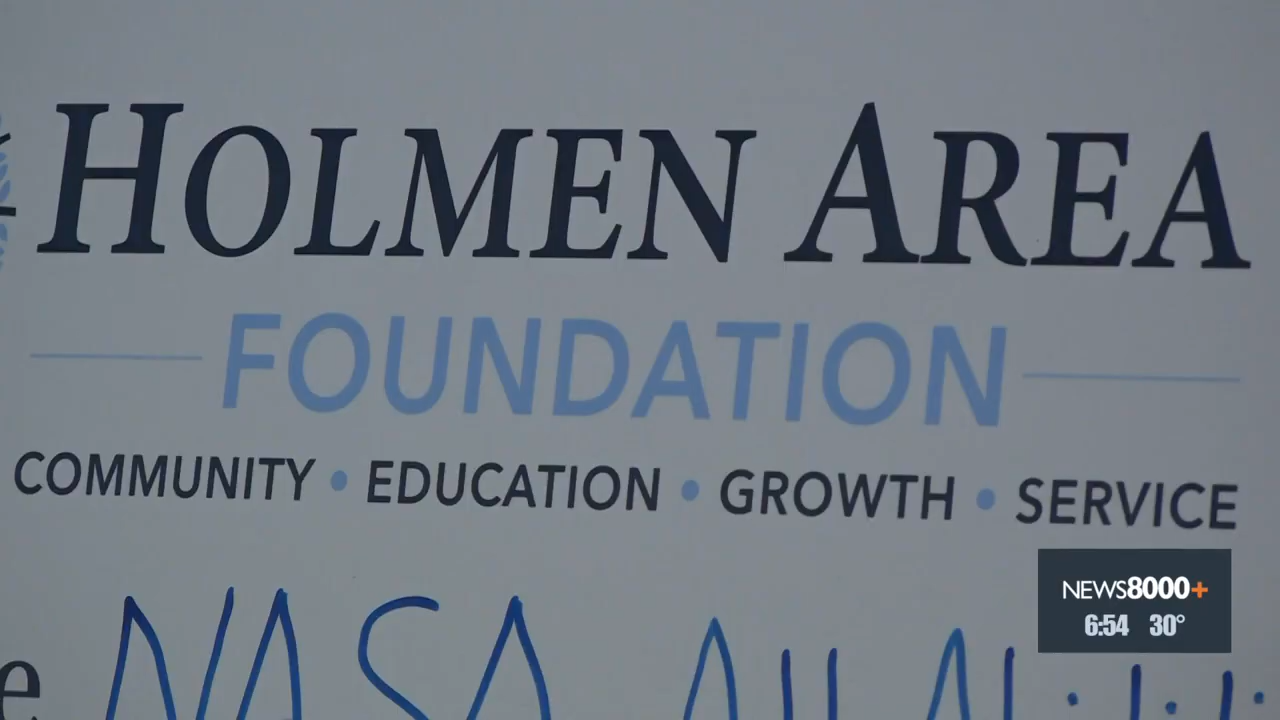 HOLMEN AREA
FOUNDATION
COMMUNITY • EDUCATION • GROWTH • SERVICE
NASA
NEWS8000+
6:54 30°